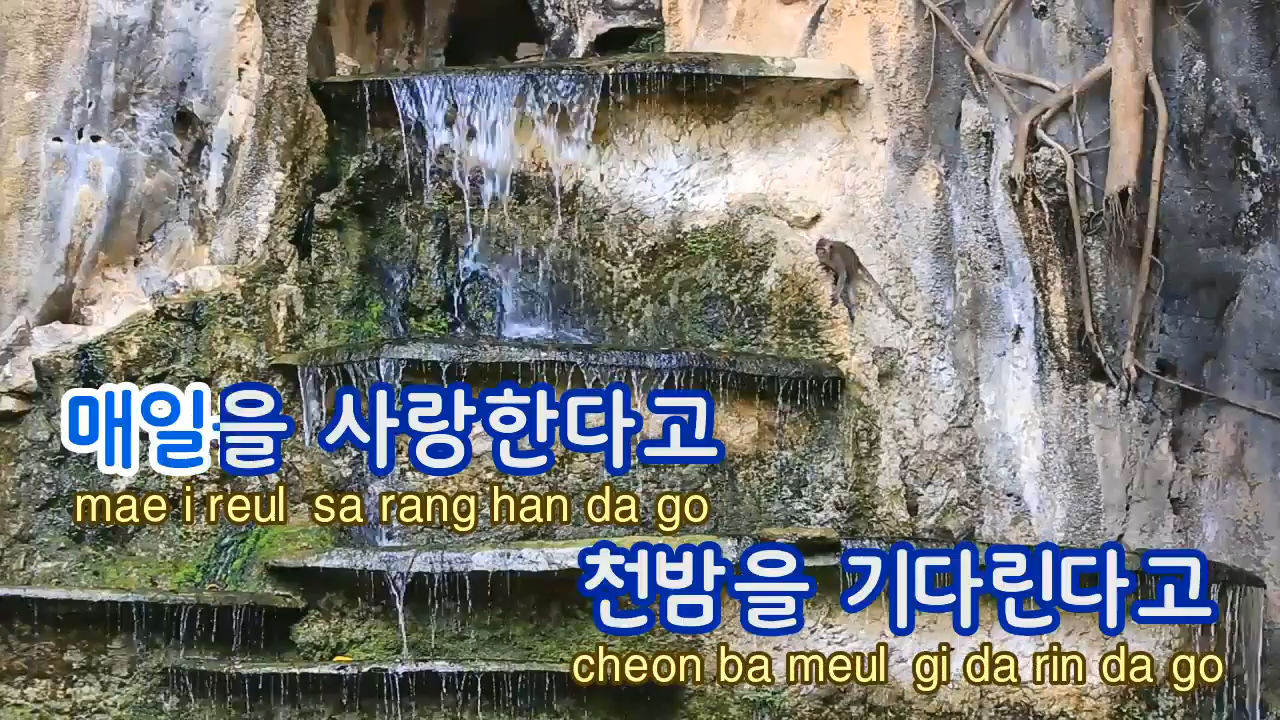 매일을 사랑한다고
mae i reul sa rang han da go
천밤을 기다린다고
cheon ba meul gi da rin da go